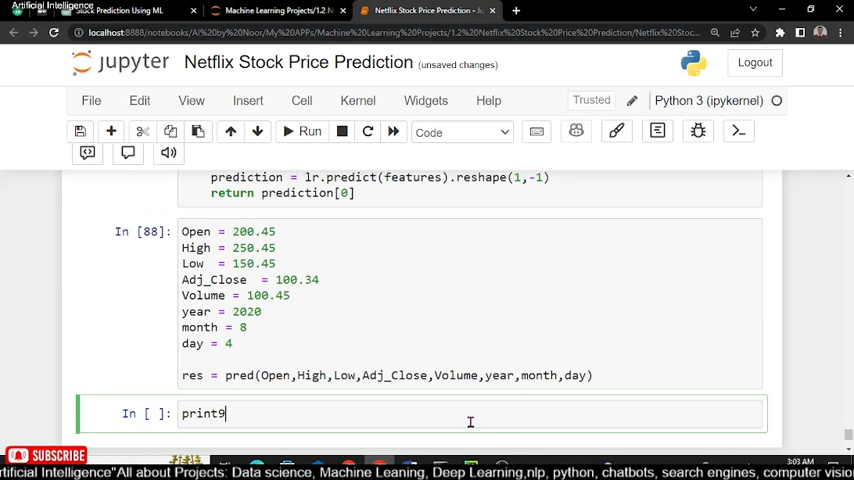 Artificial Intelligence
Stock Prediction Using ML
Machine Learning Projects/1.2 N
Netflix Stock Price Prediction - Ju
localhost:8888/notebooks/AI%20by%20Noor/My%20APPs/Machine%20Learning%20Projects/1.2%20Netflix%20Stock%20Price%20Prediction/Netflix%20Stoc...
jupyter Netflix Stock Price Prediction (unsaved changes)
Logout
File Edit View Insert Cell Kernel Widgets Help
Trusted
Python 3 (ipykernel)
Run
Code
prediction = lr.predict(features).reshape(1,-1)
return prediction[0]
In [88]:
Open = 200.45
High = 250.45
Low = 150.45
Adj_Close = 100.34
Volume = 100.45
year = 2020
month = 8
day = 4
res = pred(Open,High,Low,Adj_Close,Volume,year,month,day)
In [ ]: print9
SUBSCRIBE
3:03 AM
rtificial Intelligence"All about Projects: Data science, Machine Leaning, Deep Learning,nlp, python, chatbots, search engines, computer vision